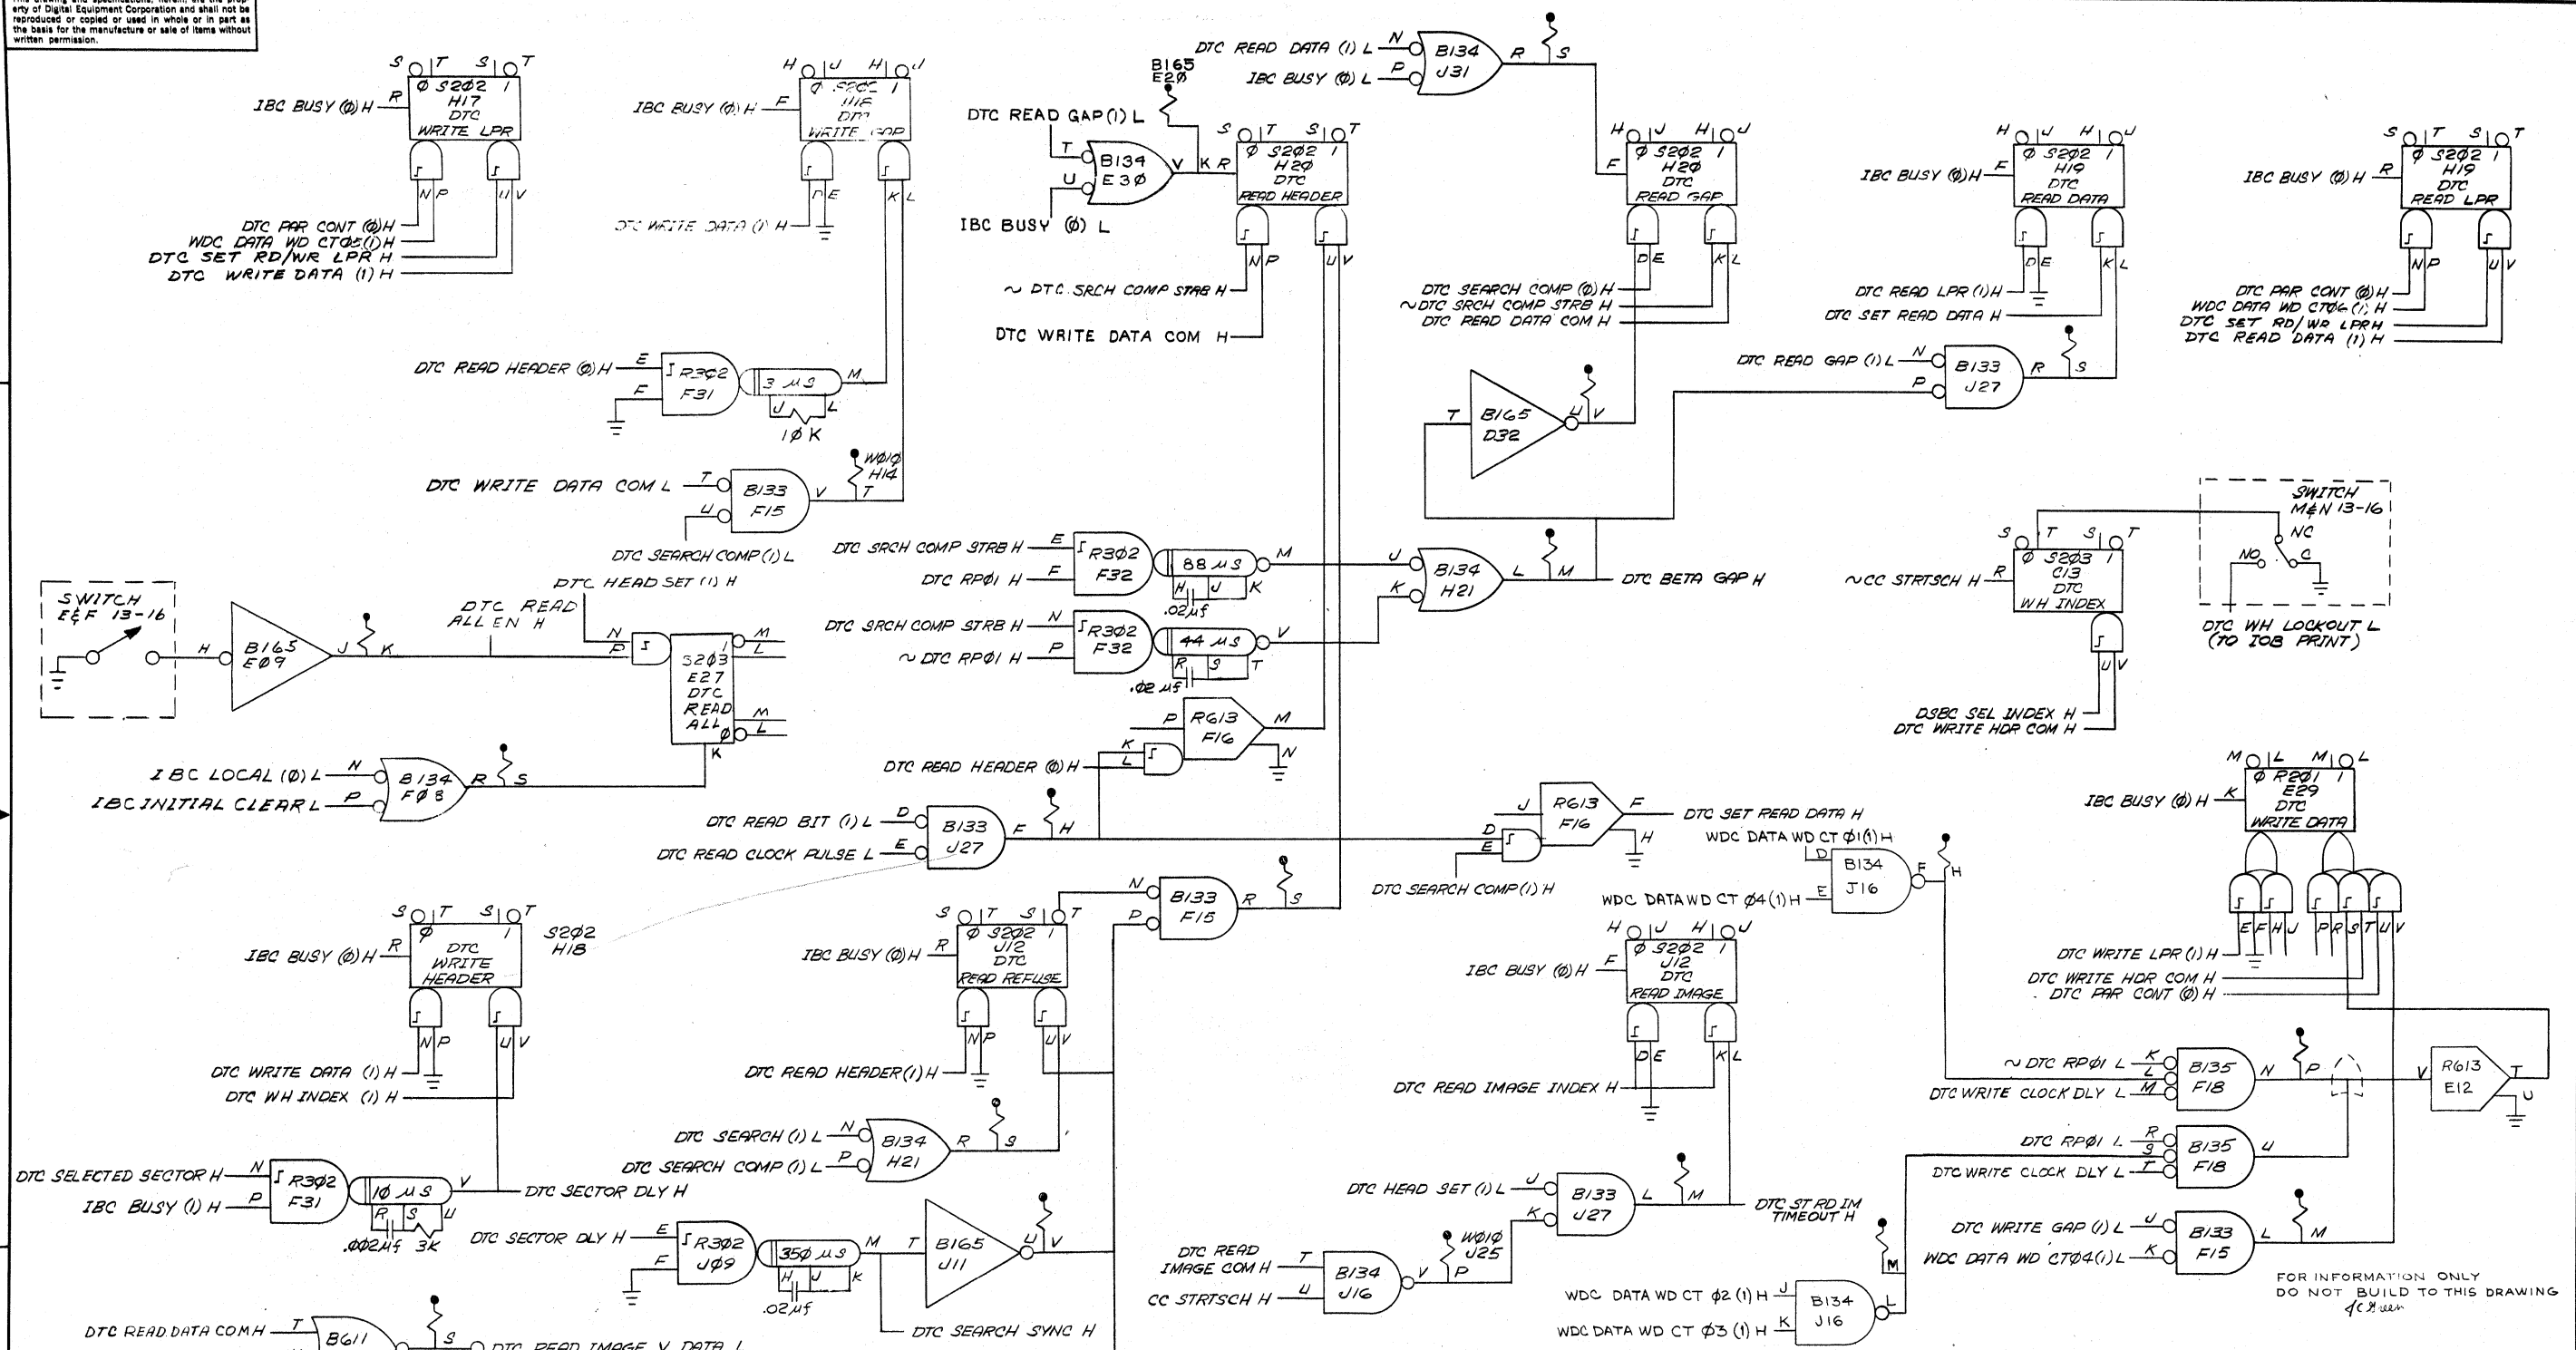 This drawing and specifications, herein, are the prop-
erty of Digital Equipment Corporation and shall not be
reproduced or copied or used in whole or in part as
the basis for the manufacture or sale of items without
written permission.
S T S T
Ø S2Ø2 1
H17
DTC
WRITE LPR
IBC BUSY (Ø) H R
N P U V
DTC PAR CONT (Ø) H
WDC DATA WD CTØ5 (1) H
DTC SET RD/WR LPR H
DTC WRITE DATA (1) H
H J H J
Ø 1
WRITE
IBC BUSY (Ø) H F
D E K L
DTC WRITE DATA (1) H
DTC READ HEADER (Ø) H E
F
R3Ø2
F31
3 µS M
J L
1Ø K
DTC WRITE DATA COM L T
U
B133
F15
V T
WØ1Ø
H14
DTC SEARCH COMP (1) L
B165
E2Ø
DTC READ GAP (1) L
T
U
B134
E3Ø
V K R
IBC BUSY (Ø) L
S T S T
Ø S2Ø2 1
H2Ø
DTC
READ HEADER
N P U V
~ DTC SRCH COMP STRB H
DTC WRITE DATA COM H
DTC READ DATA (1) L N
IBC BUSY (Ø) L P
B134
J31
R S
H J H J
Ø S2Ø2 1
F H2Ø
DTC
READ GAP
D E K L
DTC SEARCH COMP (Ø) H
~ DTC SRCH COMP STRB H
DTC READ DATA COM H
T B165
D32
U V
H J H J
Ø S2Ø2 1
H19
DTC
READ DATA
IBC BUSY (Ø) H F
D E K L
DTC READ LPR (1) H
DTC SET READ DATA H
DTC READ GAP (1) L N
P
B133
J27
R S
S T S T
Ø S2Ø2 1
H19
DTC
READ LPR
IBC BUSY (Ø) H R
N P U V
DTC PAR CONT (Ø) H
WDC DATA WD CTØ6 (1) H
DTC SET RD/WR LPR H
DTC READ DATA (1) H
SWITCH
E&F 13-16
H B165
E09
J K
DTC READ
ALL EN H
DTC HEAD SET (1) H
N
P
1 M
L
S2Ø3
E27
DTC
READ
ALL
M
Ø L
K
IBC LOCAL (Ø) L N
IBC INITIAL CLEAR L P
B134
FØ8
R S
DTC SRCH COMP STRB H E
DTC RPØ1 H F
R3Ø2
F32
88 µS M
H J K
.02µf
DTC SRCH COMP STRB H N
~ DTC RPØ1 H P
R3Ø2
F32
44 µS V
R S T
.Ø2 µf
J
K
B134
H21
L M
DTC BETA GAP H
P R613
F16
M
N
K
L
DTC READ HEADER (Ø) H
DTC READ BIT (1) L D
DTC READ CLOCK PULSE L E
B133
J27
F H
J R613
F16
F DTC SET READ DATA H
H
D
E
DTC SEARCH COMP (1) H
S T S T
Ø S2Ø3 1
C13
DTC
WH INDEX
~CC STRTSCH H R
U V
DSBC SEL INDEX H
DTC WRITE HDR COM H
SWITCH
M&N 13-16
NC
NO C
DTC WH LOCKOUT L
(TO IOB PRINT)
WDC DATA WD CT Ø1 (1) H
D
WDC DATA WD CT Ø4 (1) H E
B134
J16
F H
M L M L
Ø R2Ø1 1
E29
DTC
WRITE DATA
IBC BUSY (Ø) H K
E F H J P R S T U V
DTC WRITE LPR (1) H
DTC WRITE HDR COM H
DTC PAR CONT (Ø) H
S T S T
Ø 1
DTC
WRITE
HEADER
S2Ø2
H18
IBC BUSY (Ø) H R
N P U V
DTC WRITE DATA (1) H
DTC WH INDEX (1) H
DTC SELECTED SECTOR H N
IBC BUSY (1) H P
R3Ø2
F31
1Ø µS V
R S U
.ØØ2µf 3K
DTC SECTOR DLY H
S T S T
Ø S2Ø2 1
J12
DTC
READ REFUSE
IBC BUSY (Ø) H R
N P U V
DTC READ HEADER (1) H
N
P
B133
F15
R S
DTC SEARCH (1) L N
DTC SEARCH COMP (1) L P
B134
H21
R S
DTC SECTOR DLY H E
F
R3Ø2
JØ9
35Ø µS M
H J K
.02µf
T B165
J11
U V
DTC SEARCH SYNC H
DTC READ DATA COM H T
B611
S
DTC READ IMAGE V DATA L
H J H J
Ø S2Ø2 1
J12
DTC
READ IMAGE
IBC BUSY (Ø) H F
D E K L
DTC READ IMAGE INDEX H
DTC HEAD SET (1) L J
K
B133
J27
L M
DTC ST RD IM
TIMEOUT H
DTC READ
IMAGE COM H T
CC STRTSCH H U
B134
J16
V P
WØ1Ø
J25
WDC DATA WD CT Ø2 (1) H J
WDC DATA WD CT Ø3 (1) H K
B134
J16
L
M
~ DTC RPØ1 L K
L
DTC WRITE CLOCK DLY L M
B135
F18
N P
V R613
E12
T
U
DTC RPØ1 L R
S
DTC WRITE CLOCK DLY L T
B135
F18
U
DTC WRITE GAP (1) L J
WDC DATA WD CTØ4 (1) L K
B133
F15
L M
FOR INFORMATION ONLY
DO NOT BUILD TO THIS DRAWING